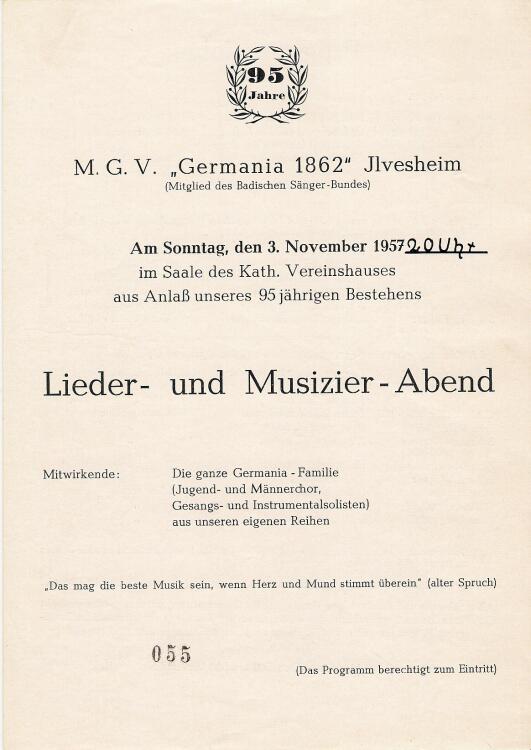 95
Jahre
M. G. V. „Germania 1862“ Jlvesheim
(Mitglied des Badischen Sänger-Bundes)
Am Sonntag, den 3. November 1957 20 Uhr
im Saale des Kath. Vereinshauses
aus Anlaß unseres 95 jährigen Bestehens
Lieder- und Musizier-Abend
Mitwirkende: Die ganze Germania-Familie
(Jugend- und Männerchor,
Gesangs- und Instrumentalsolisten)
aus unseren eigenen Reihen
„Das mag die beste Musik sein, wenn Herz und Mund stimmt überein“ (alter Spruch)
055
(Das Programm berechtigt zum Eintritt)